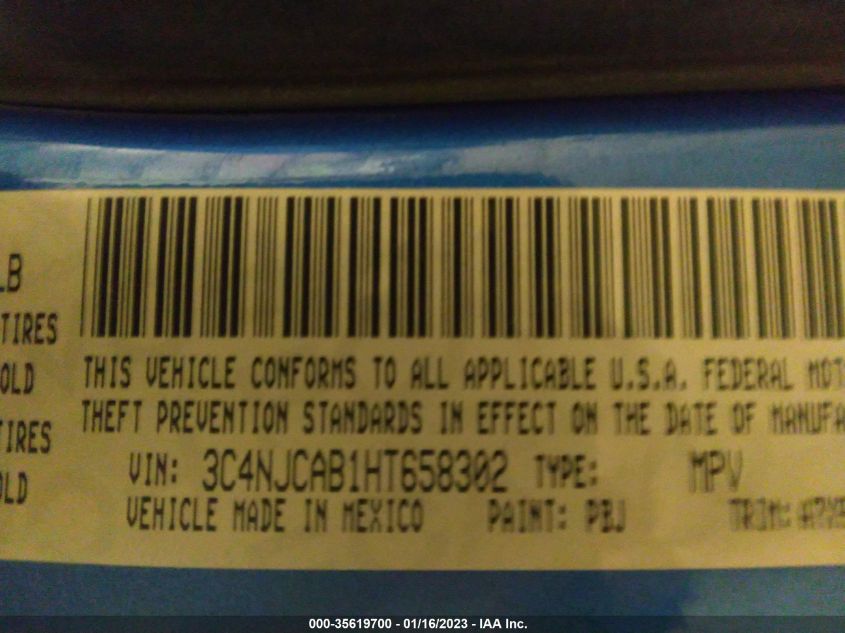 LB
TIRES
OLD
TIRES
OLD
THIS VEHICLE CONFORMS TO ALL APPLICABLE U.S.A. FEDERAL MOT
THEFT PREVENTION STANDARDS IN EFFECT ON THE DATE OF MANUFA
VIN: 3C4NJCAB1HT658302 TYPE: MPV
VEHICLE MADE IN MEXICO PAINT: PBJ TRIM:
000-35619700 - 01/16/2023 - IAA Inc.